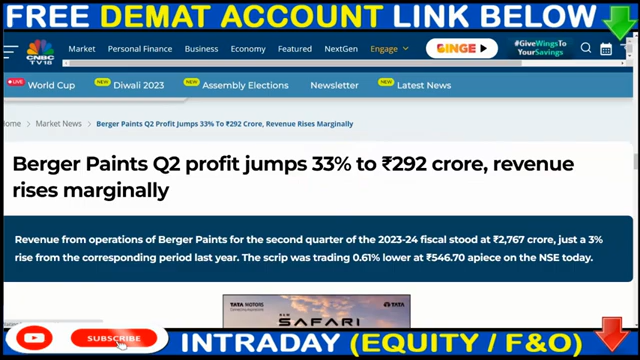 FREE DEMAT ACCOUNT LINK BELOW
CNBC TV18
Market Personal Finance Business Economy Featured NextGen Engage BINGE #GiveWingsTo YourSavings
LIVE World Cup NEW Diwali 2023 NEW Assembly Elections Newsletter NEW Latest News
ome > Market News > Berger Paints Q2 Profit Jumps 33% To ₹292 Crore, Revenue Rises Marginally
Berger Paints Q2 profit jumps 33% to ₹292 crore, revenue
rises marginally
Revenue from operations of Berger Paints for the second quarter of the 2023-24 fiscal stood at ₹2,767 crore, just a 3%
rise from the corresponding period last year. The scrip was trading 0.61% lower at ₹546.70 apiece on the NSE today.
TATA MOTORS TATA
SAFARI
SUBSCRIBE
INTRADAY (EQUITY / F&O)